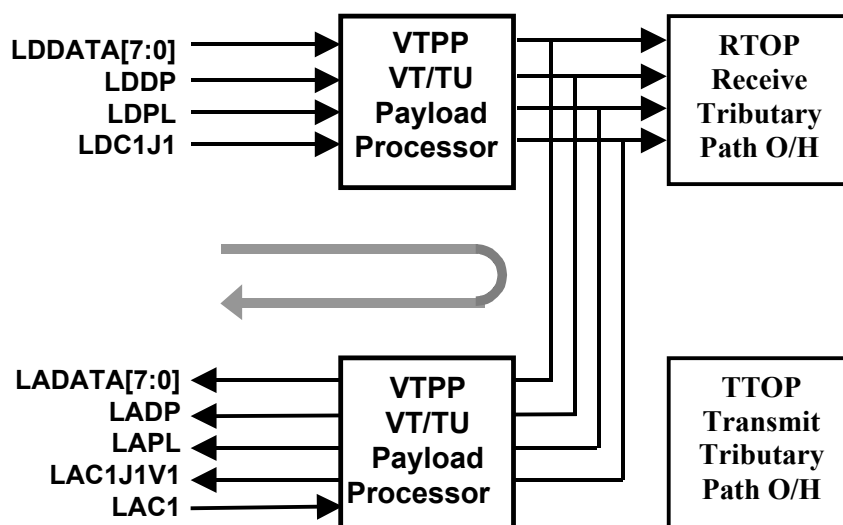 LDDATA[7:0]
LDDP
LDPL
LDC1J1
VTPP
VT/TU
Payload
Processor
RTOP
Receive
Tributary
Path O/H
LADATA[7:0]
LADP
LAPL
LAC1J1V1
LAC1
VTPP
VT/TU
Payload
Processor
TTOP
Transmit
Tributary
Path O/H